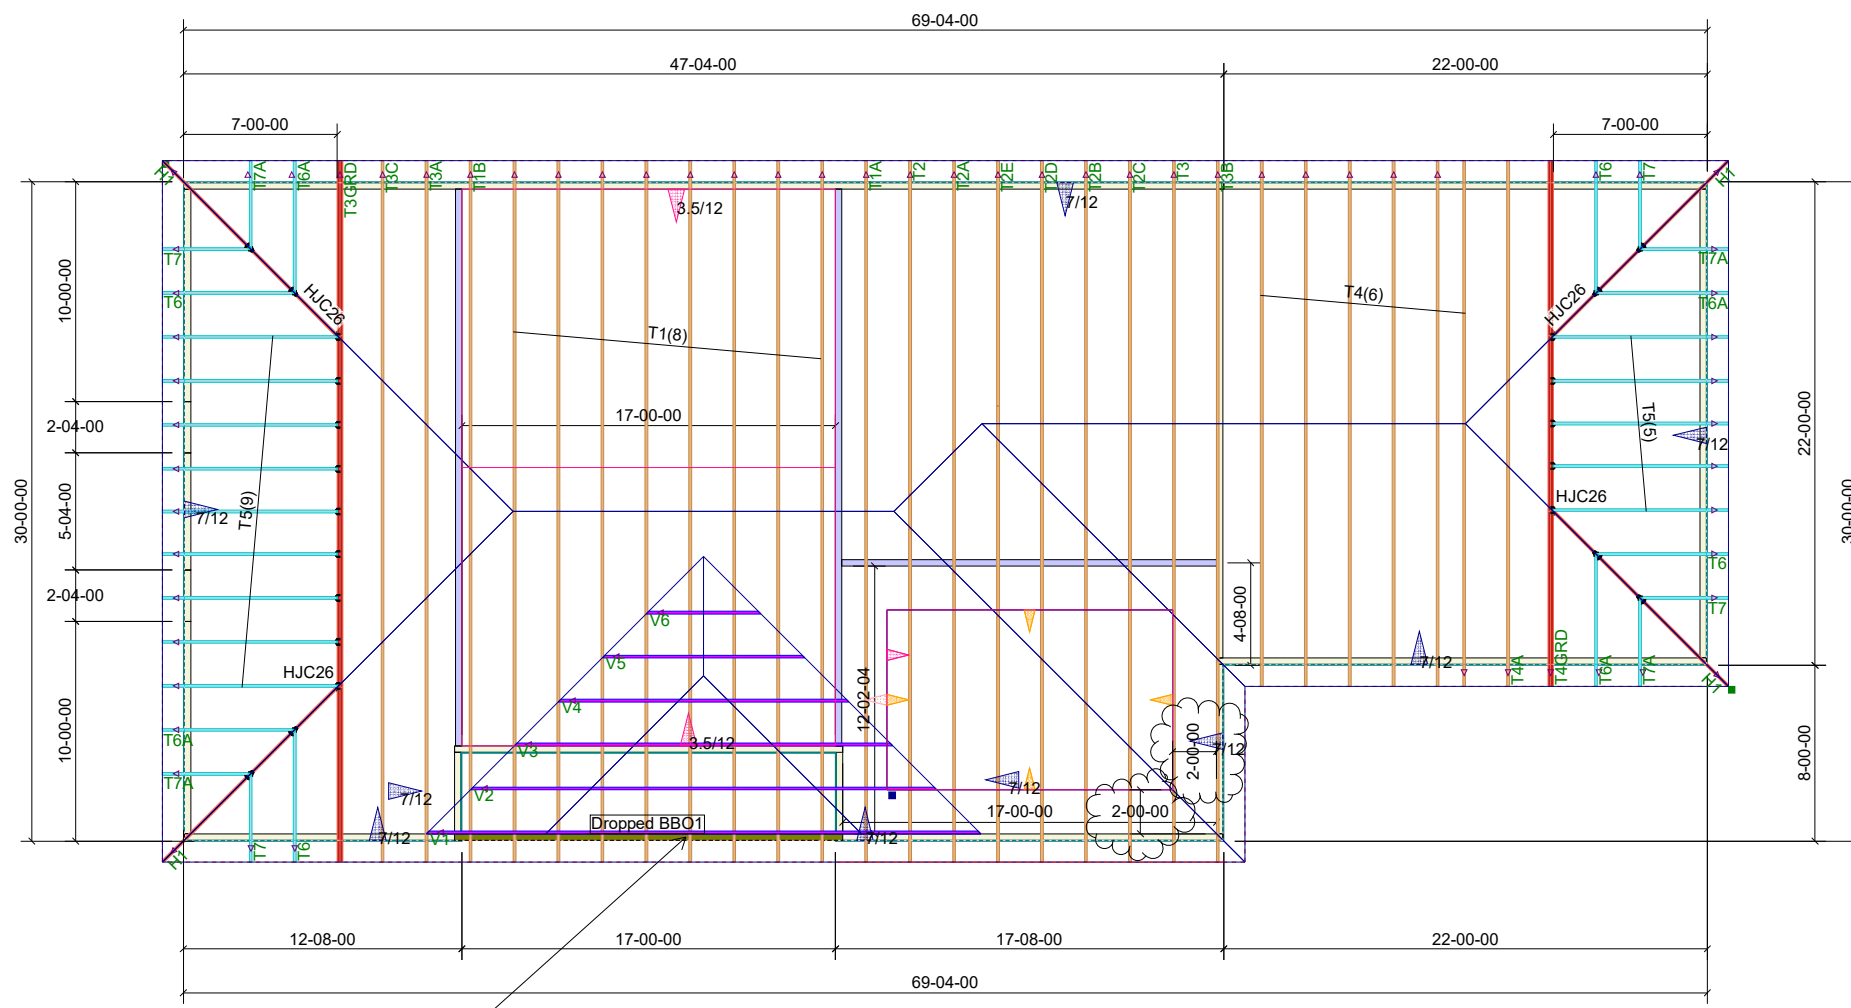 69-04-00
47-04-00
22-00-00
7-00-00
7-00-00
H1
T7A
T6A
T3GRD
T3C
T3A
T1B
T1A
T2
T2A
T2E
T2D
T2B
T2C
T3
T3B
T6
T7
H1
3.5/12
7/12
T7
T7A
10-00-00
T6
HJC26
T1(8)
T4(6)
HJC26
T6A
17-00-00
2-04-00
T5(5)
7/12
22-00-00
30-00-00
5-04-00
T5(9)
7/12
HJC26
30-00-00
2-04-00
T6
4-08-00
T7
V6
V5
HJC26
7/12
T4A
T4GRD
T6A
T7A
H1
V4
12-02-04
10-00-00
T6A
V3
3.5/12
2-00-00
7/12
8-00-00
T7A
7/12
V2
7/12
17-00-00
2-00-00
Dropped BBO1
7/12
V1
7/12
H1
T7
T6
12-08-00
17-00-00
17-08-00
22-00-00
69-04-00